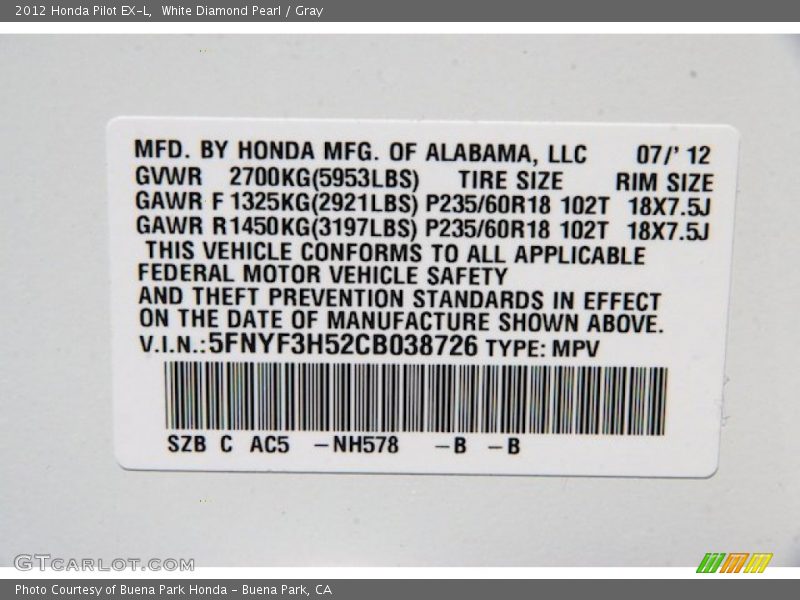 2012 Honda Pilot EX-L, White Diamond Pearl / Gray
MFD. BY HONDA MFG. OF ALABAMA, LLC 07/' 12
GVWR 2700KG(5953LBS) TIRE SIZE RIM SIZE
GAWR F 1325KG(2921LBS) P235/60R18 102T 18X7.5J
GAWR R1450KG(3197LBS) P235/60R18 102T 18X7.5J
THIS VEHICLE CONFORMS TO ALL APPLICABLE
FEDERAL MOTOR VEHICLE SAFETY
AND THEFT PREVENTION STANDARDS IN EFFECT
ON THE DATE OF MANUFACTURE SHOWN ABOVE.
V.I.N.:5FNYF3H52CB038726 TYPE: MPV
SZB C AC5 –NH578 –B –B
GTCARLOT.COM
Photo Courtesy of Buena Park Honda - Buena Park, CA